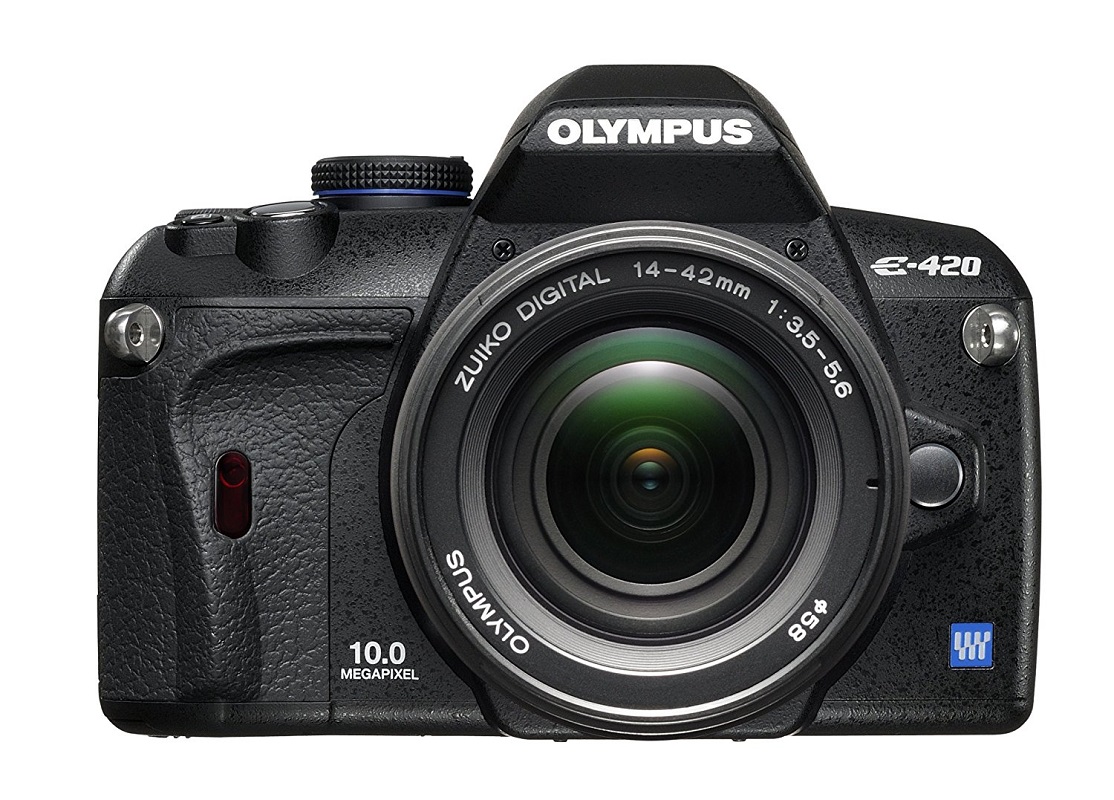 OLYMPUS
E-420
ZUIKO DIGITAL 14-42mm 1:3,5-5,6
OLYMPUS
ϕ58
10.0
MEGAPIXEL